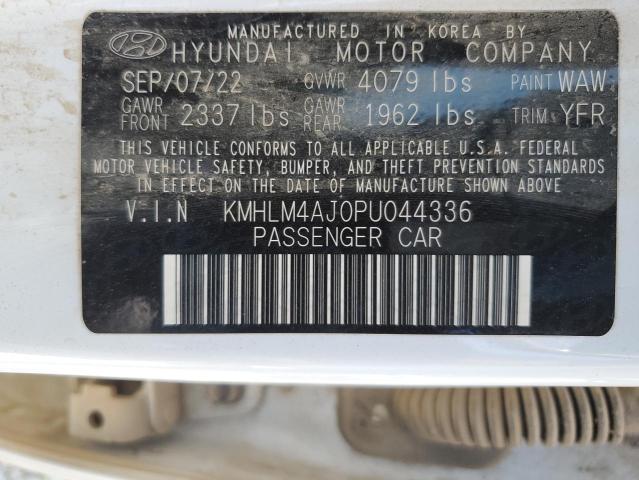 MANUFACTURED IN KOREA BY
HYUNDAI MOTOR COMPANY
SEP/07/22 GVWR 4079 lbs PAINT WAW
GAWR FRONT 2337 lbs GAWR REAR 1962 lbs TRIM YFR
THIS VEHICLE CONFORMS TO ALL APPLICABLE U.S.A. FEDERAL
MOTOR VEHICLE SAFETY, BUMPER, AND THEFT PREVENTION STANDARDS
IN EFFECT ON THE DATE OF MANUFACTURE SHOWN ABOVE
V.I.N KMHLM4AJ0PU044336
PASSENGER CAR